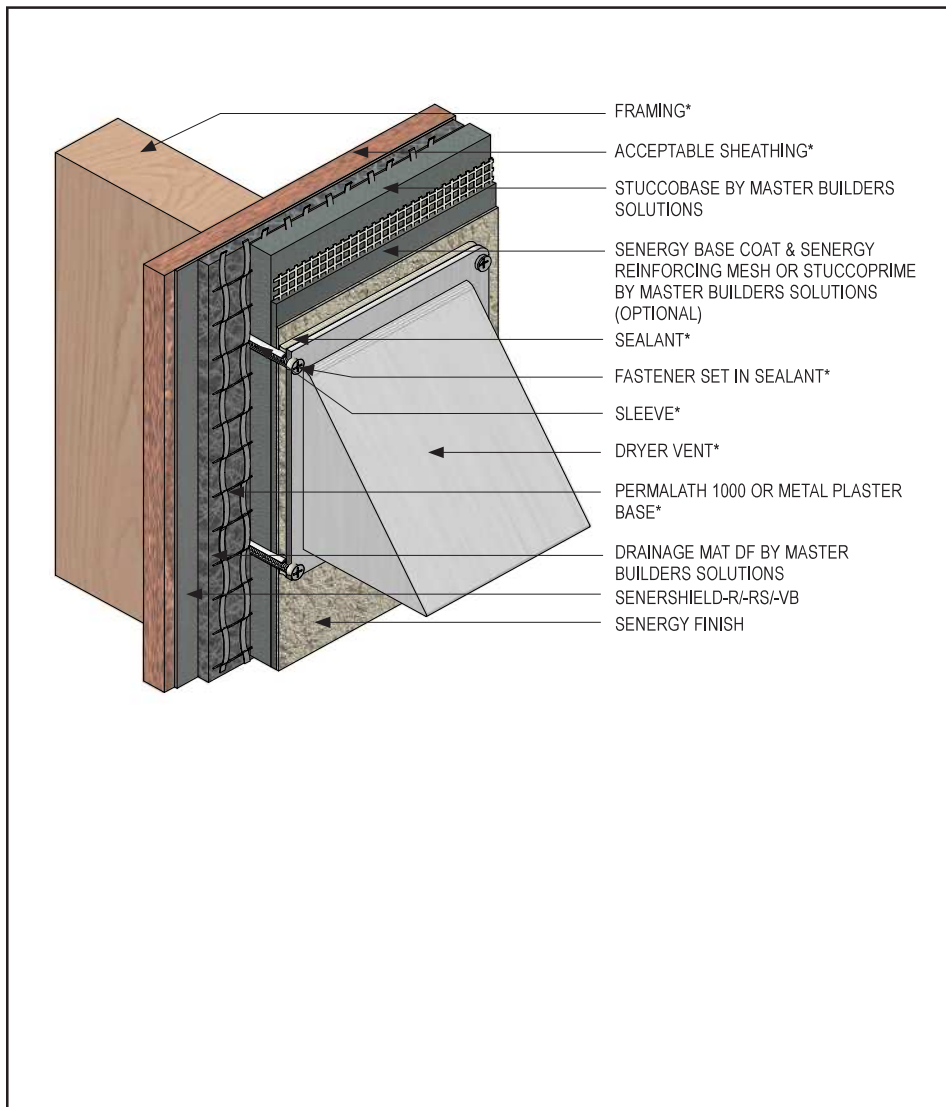 FRAMING*
ACCEPTABLE SHEATHING*
STUCCOBASE BY MASTER BUILDERS
SOLUTIONS
SENERGY BASE COAT & SENERGY
REINFORCING MESH OR STUCCOPRIME
BY MASTER BUILDERS SOLUTIONS
(OPTIONAL)
SEALANT*
FASTENER SET IN SEALANT*
SLEEVE*
DRYER VENT*
PERMALATH 1000 OR METAL PLASTER
BASE*
DRAINAGE MAT DF BY MASTER
BUILDERS SOLUTIONS
SENERSHIELD-R/-RS/-VB
SENERGY FINISH